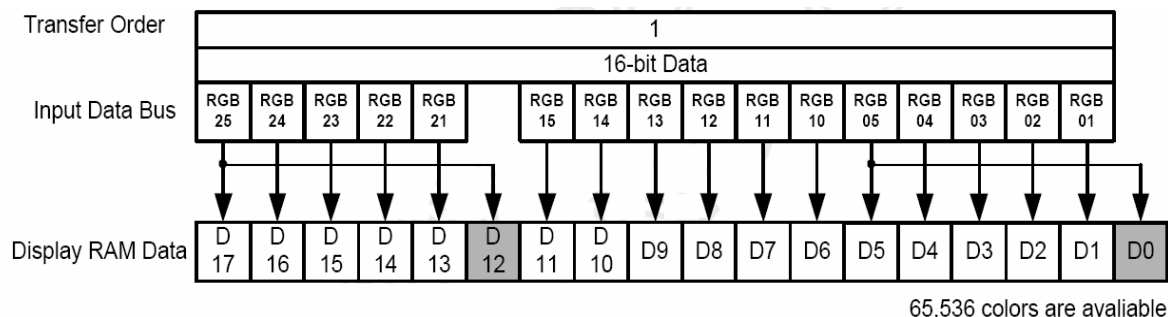 Transfer Order 1
16-bit Data
Input Data Bus RGB 25 RGB 24 RGB 23 RGB 22 RGB 21 RGB 15 RGB 14 RGB 13 RGB 12 RGB 11 RGB 10 RGB 05 RGB 04 RGB 03 RGB 02 RGB 01
Display RAM Data D 17 D 16 D 15 D 14 D 13 D 12 D 11 D 10 D9 D8 D7 D6 D5 D4 D3 D2 D1 D0
65,536 colors are avaliable